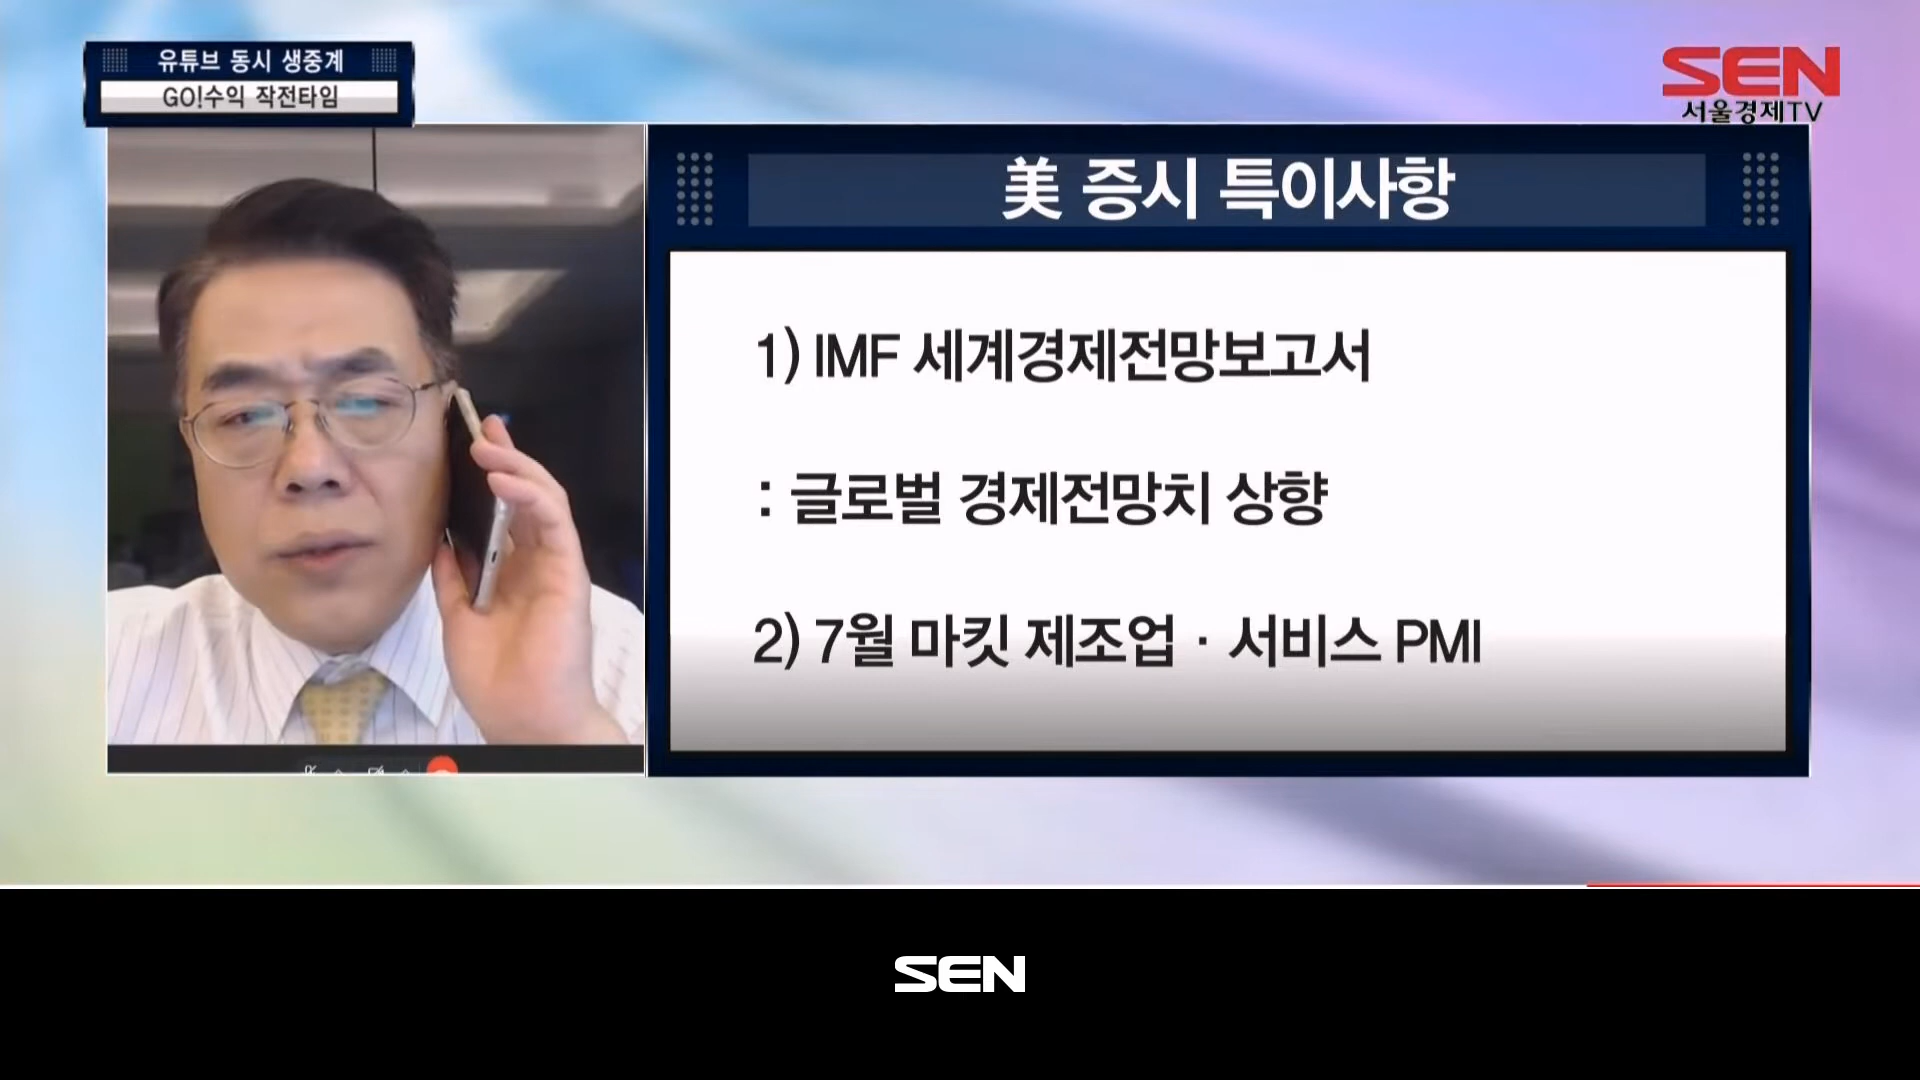 유튜브 동시 생중계
GO!수익 작전타임
SEN
서울경제TV
美 증시 특이사항
1) IMF 세계경제전망보고서
: 글로벌 경제전망치 상향
2) 7월 마킷 제조업 · 서비스 PMI
SEN